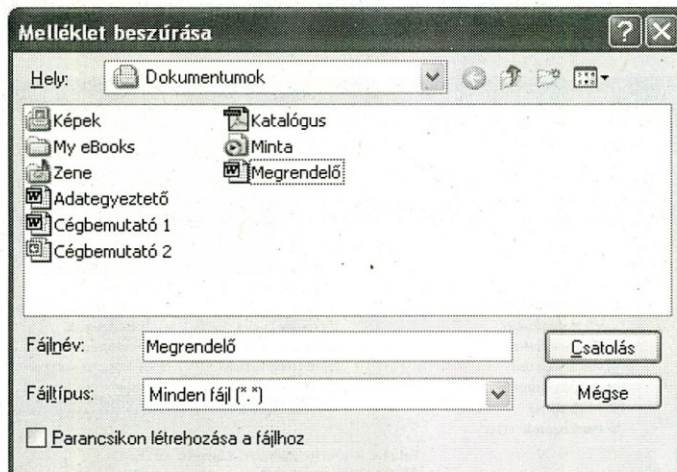 Melléklet beszúrása
Hely: Dokumentumok
Képek
My eBooks
Zene
Adategyeztető
Cégbemutató 1
Cégbemutató 2
Katalógus
Minta
Megrendelő
Fájlnév: Megrendelő Csatolás
Fájltípus: Minden fájl (*.*) Mégse
Parancsikon létrehozása a fájlhoz